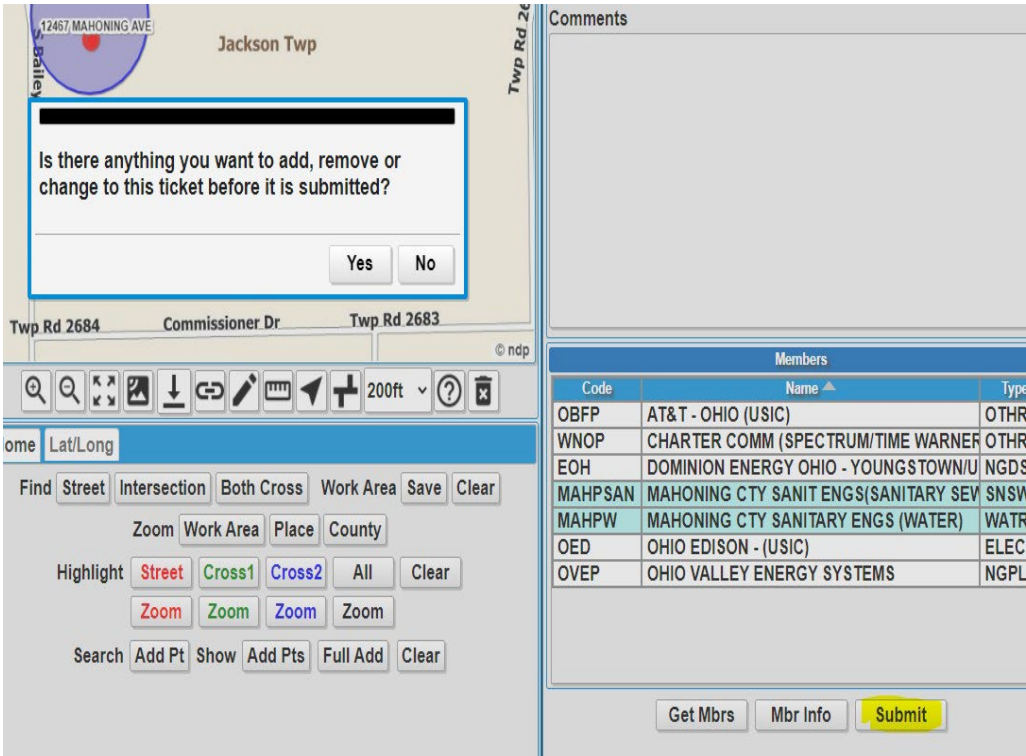 12467 MAHONING AVE
S Bailey
Jackson Twp
Twp Rd 26
Is there anything you want to add, remove or
change to this ticket before it is submitted?
Yes No
Twp Rd 2684 Commissioner Dr Twp Rd 2683
© ndp
200ft
ome Lat/Long
Find Street Intersection Both Cross Work Area Save Clear
Zoom Work Area Place County
Highlight Street Cross1 Cross2 All Clear
Zoom Zoom Zoom Zoom
Search Add Pt Show Add Pts Full Add Clear
Comments
Members
Code Name Type
OBFP AT&T - OHIO (USIC) OTHR
WNOP CHARTER COMM (SPECTRUM/TIME WARNER OTHR
EOH DOMINION ENERGY OHIO - YOUNGSTOWN/U NGDS
MAHPSAN MAHONING CTY SANIT ENGS(SANITARY SEW SNSW
MAHPW MAHONING CTY SANITARY ENGS (WATER) WATR
OED OHIO EDISON - (USIC) ELEC
OVEP OHIO VALLEY ENERGY SYSTEMS NGPL
Get Mbrs Mbr Info Submit